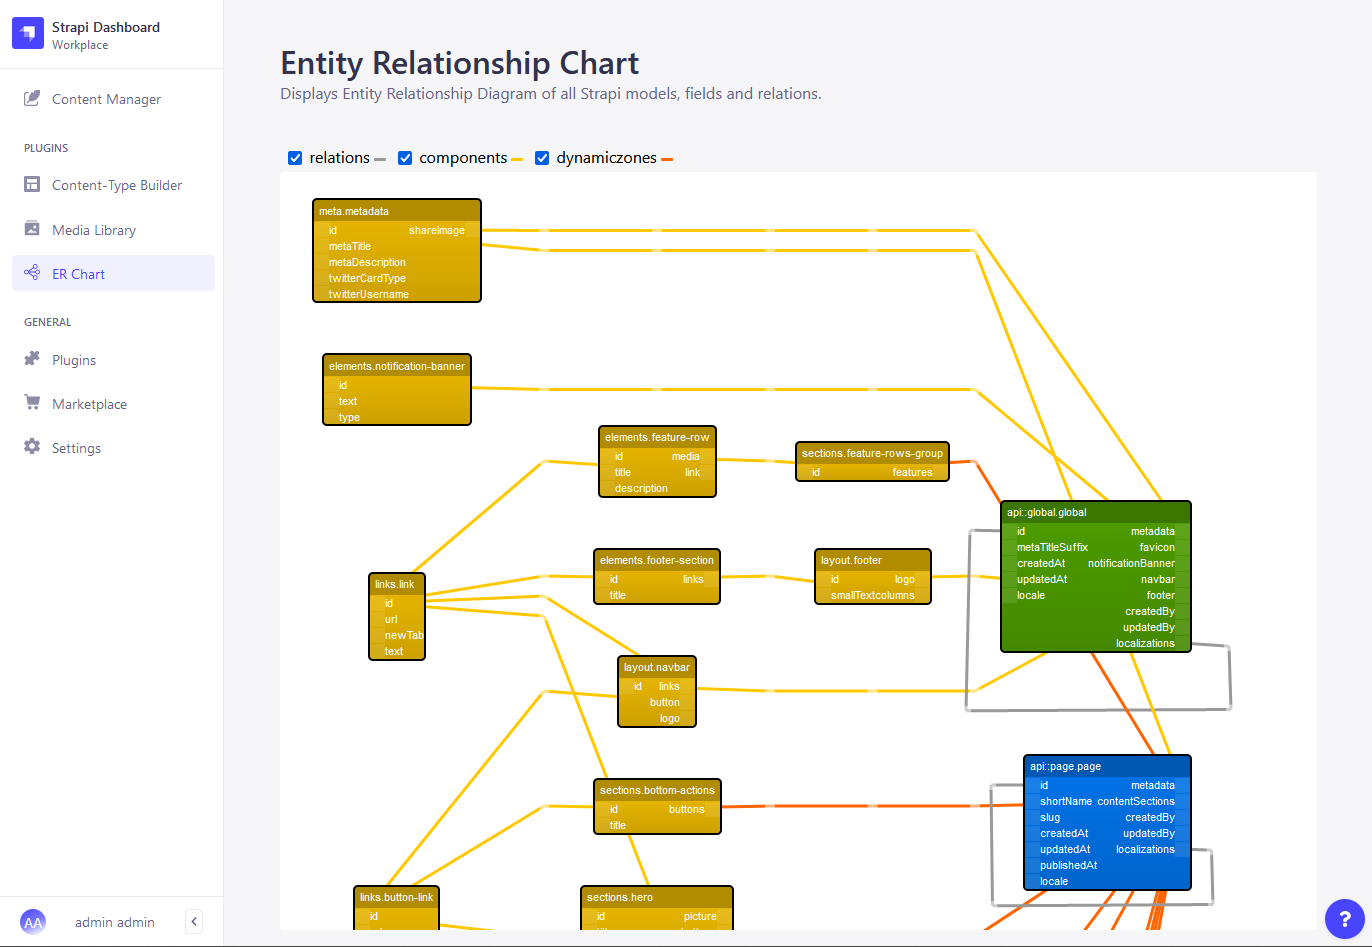 Strapi Dashboard
Workplace
Content Manager
PLUGINS
Content-Type Builder
Media Library
ER Chart
GENERAL
Plugins
Marketplace
Settings
AA
admin admin
Entity Relationship Chart
Displays Entity Relationship Diagram of all Strapi models, fields and relations.
relations
components
dynamiczones
meta.metadata
id shareImage
metaTitle
metaDescription
twitterCardType
twitterUsername
elements.notification-banner
id
text
type
elements.feature-row
id media
title link
description
sections.feature-rows-group
id features
api::global.global
id metadata
metaTitleSuffix favicon
createdAt notificationBanner
updatedAt navbar
locale footer
createdBy
updatedBy
localizations
elements.footer-section
id links
title
layout.footer
id logo
smallTextcolumns
links.link
id
url
newTab
text
layout.navbar
id links
button
logo
api::page.page
id metadata
shortName contentSections
slug createdBy
createdAt updatedBy
updatedAt localizations
publishedAt
locale
sections.bottom-actions
id buttons
title
links.button-link
id
sections.hero
id picture
?